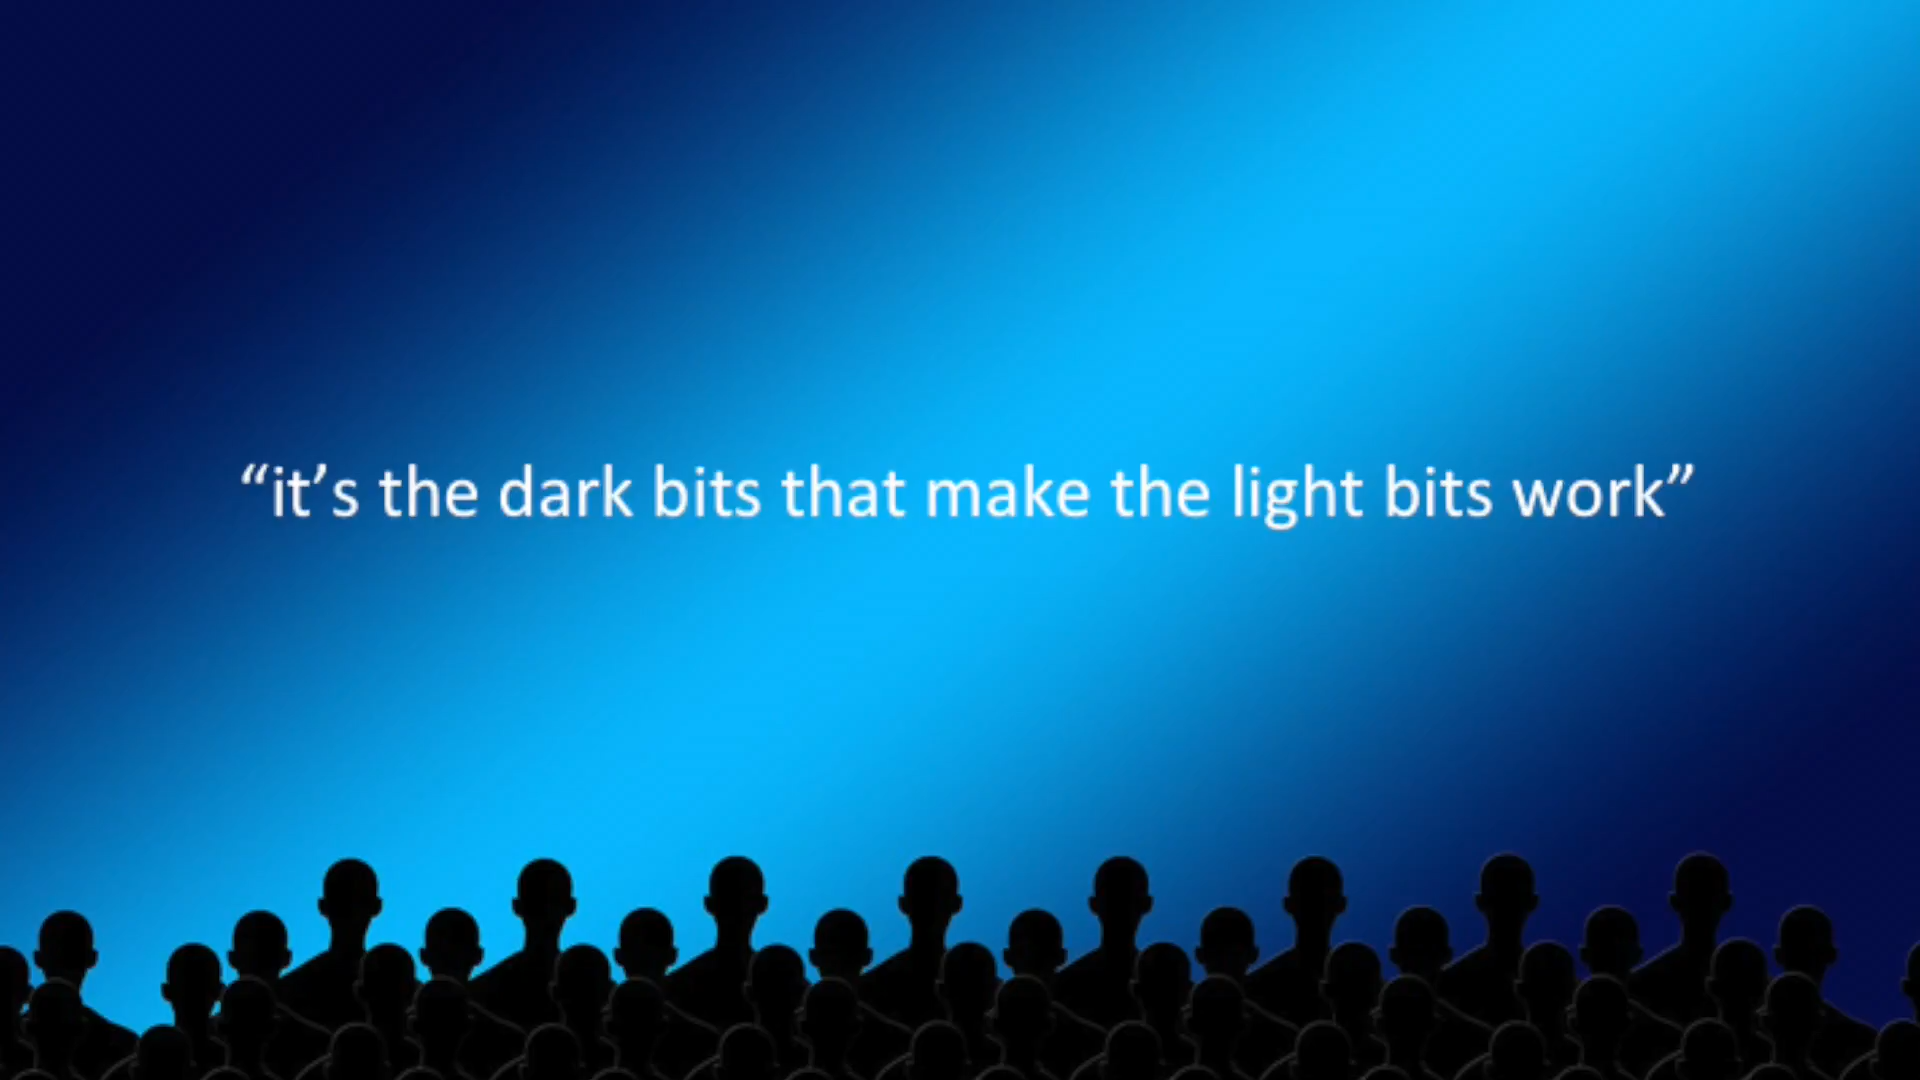 “it’s the dark bits that make the light bits work”